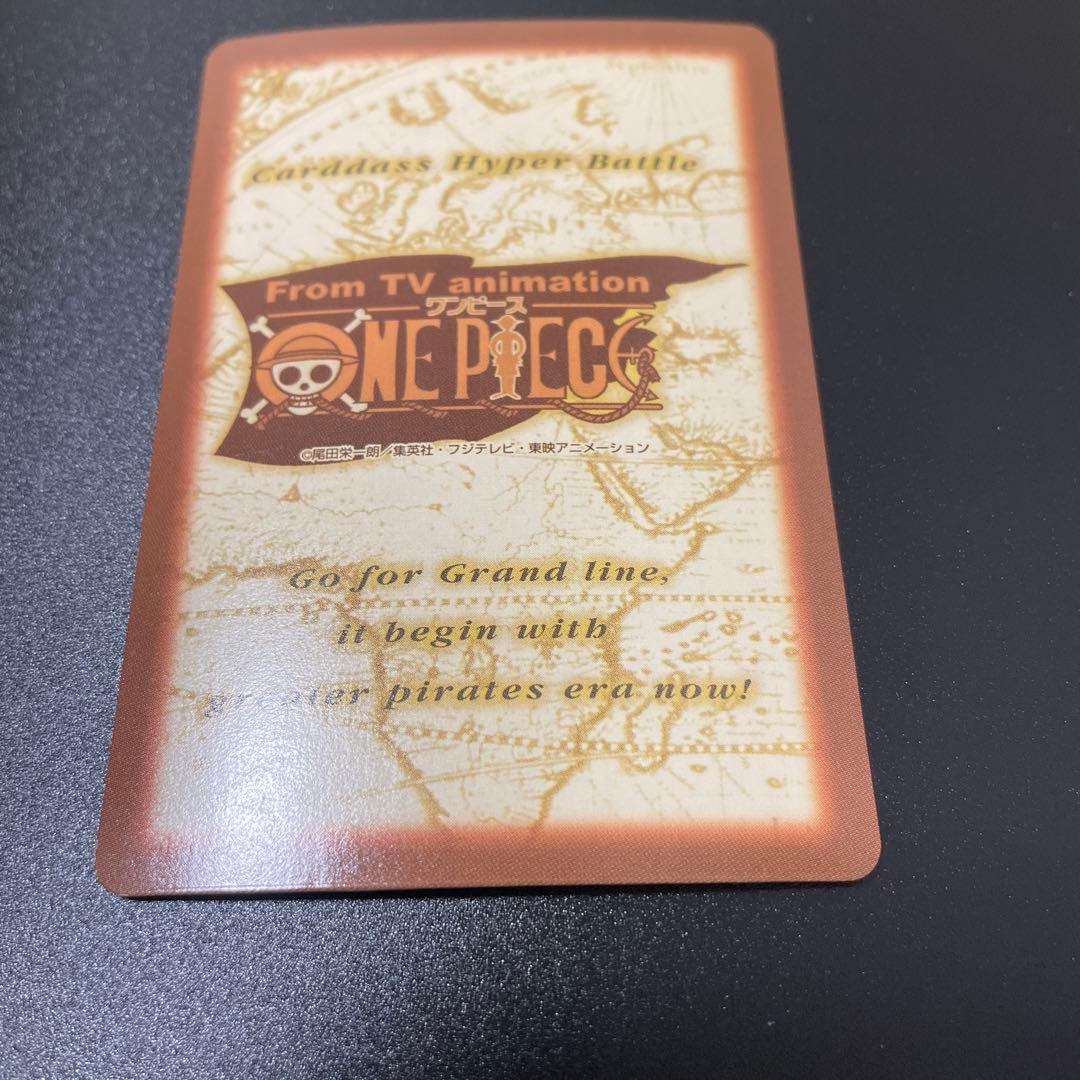 Carddass Hyper Battle
From TV animation
ワンピース
ONE PIECE
©尾田栄一朗／集英社・フジテレビ・東映アニメーション
Go for Grand line,
it begin with
greater pirates era now!